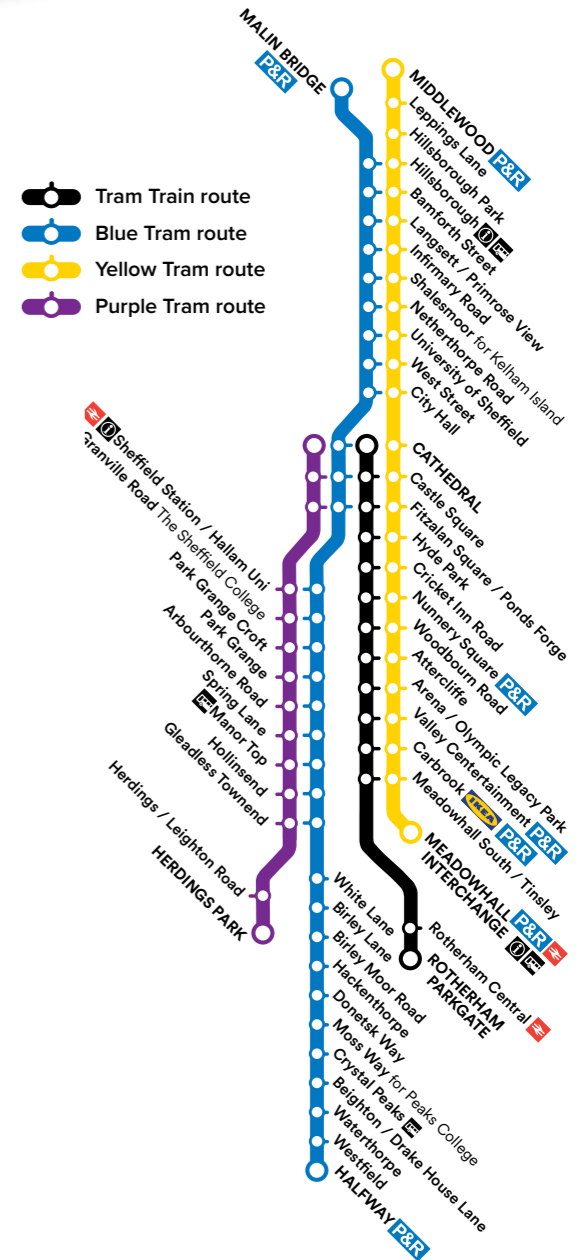 MALIN BRIDGE
P&R
MIDDLEWOOD P&R
Leppings Lane
Hillsborough Park
Hillsborough
Bamforth Street
Langsett / Primrose View
Infirmary Road
Shalesmoor for Kelham Island
Netherthorpe Road
University of Sheffield
West Street
City Hall
Tram Train route
Blue Tram route
Yellow Tram route
Purple Tram route
CATHEDRAL
Castle Square
Fitzalan Square / Ponds Forge
Hyde Park
Cricket Inn Road
Nunnery Square P&R
Woodbourn Road
Attercliffe
Arena / Olympic Legacy Park
Valley Centertainment P&R
Carbrook IKEA P&R
Meadowhall South / Tinsley
MEADOWHALL P&R
INTERCHANGE
Sheffield Station / Hallam Uni
Granville Road The Sheffield College
Park Grange Croft
Park Grange
Arbourthorne Road
Spring Lane
Manor Top
Hollinsend
Gleadless Townend
Herdings / Leighton Road
HERDINGS PARK
Rotherham Central
ROTHERHAM
PARKGATE
White Lane
Birley Lane
Birley Moor Road
Hackenthorpe
Donetsk Way
Moss Way for Peaks College
Crystal Peaks
Beighton / Drake House Lane
Waterthorpe
Westfield
HALFWAY P&R